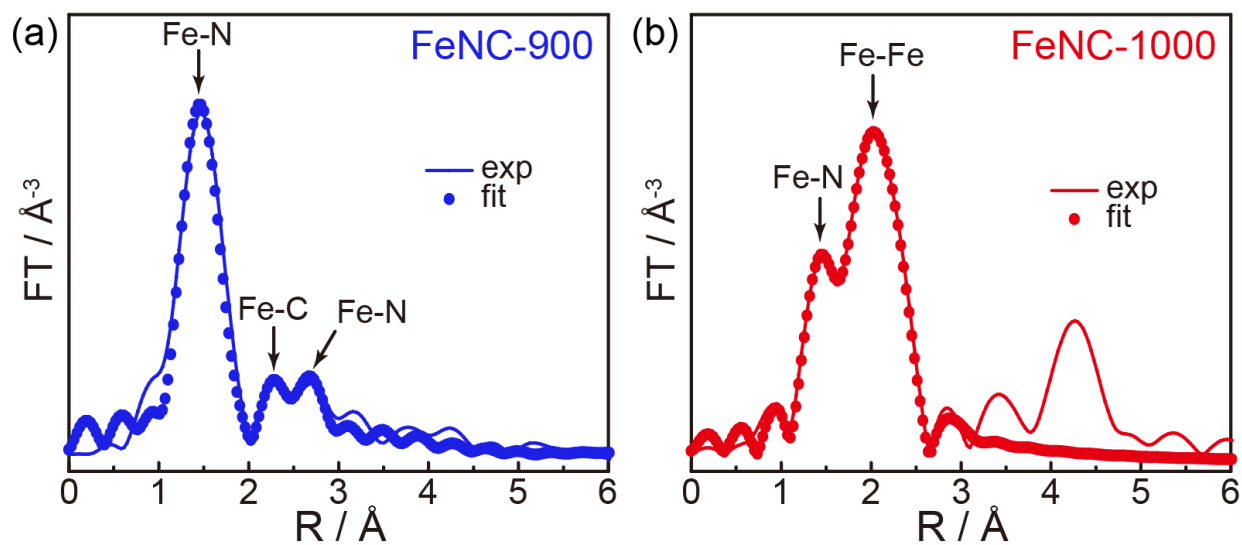 (a)
Fe-N
FeNC-900
exp
fit
Fe-C
Fe-N
FT / Å-3
0 1 2 3 4 5 6
R / Å
(b)
FeNC-1000
Fe-Fe
Fe-N
exp
fit
FT / Å-3
0 1 2 3 4 5 6
R / Å